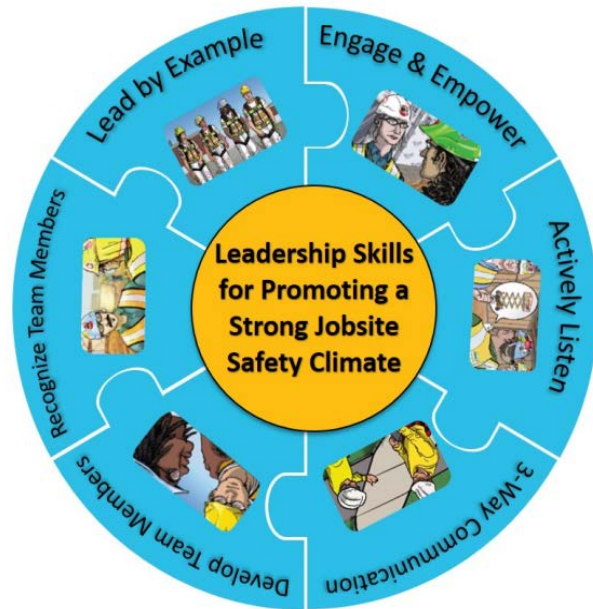 Leadership Skills
for Promoting a
Strong Jobsite
Safety Climate
Lead by Example
Engage & Empower
Actively Listen
3-Way Communication
Develop Team Members
Recognize Team Members